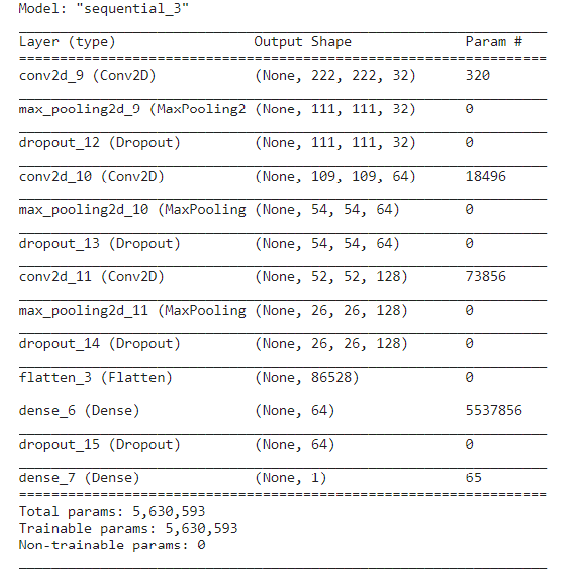 Model: "sequential_3"
Layer (type) Output Shape Param #
conv2d_9 (Conv2D) (None, 222, 222, 32) 320
max_pooling2d_9 (MaxPooling2 (None, 111, 111, 32) 0
dropout_12 (Dropout) (None, 111, 111, 32) 0
conv2d_10 (Conv2D) (None, 109, 109, 64) 18496
max_pooling2d_10 (MaxPooling (None, 54, 54, 64) 0
dropout_13 (Dropout) (None, 54, 54, 64) 0
conv2d_11 (Conv2D) (None, 52, 52, 128) 73856
max_pooling2d_11 (MaxPooling (None, 26, 26, 128) 0
dropout_14 (Dropout) (None, 26, 26, 128) 0
flatten_3 (Flatten) (None, 86528) 0
dense_6 (Dense) (None, 64) 5537856
dropout_15 (Dropout) (None, 64) 0
dense_7 (Dense) (None, 1) 65
Total params: 5,630,593
Trainable params: 5,630,593
Non-trainable params: 0